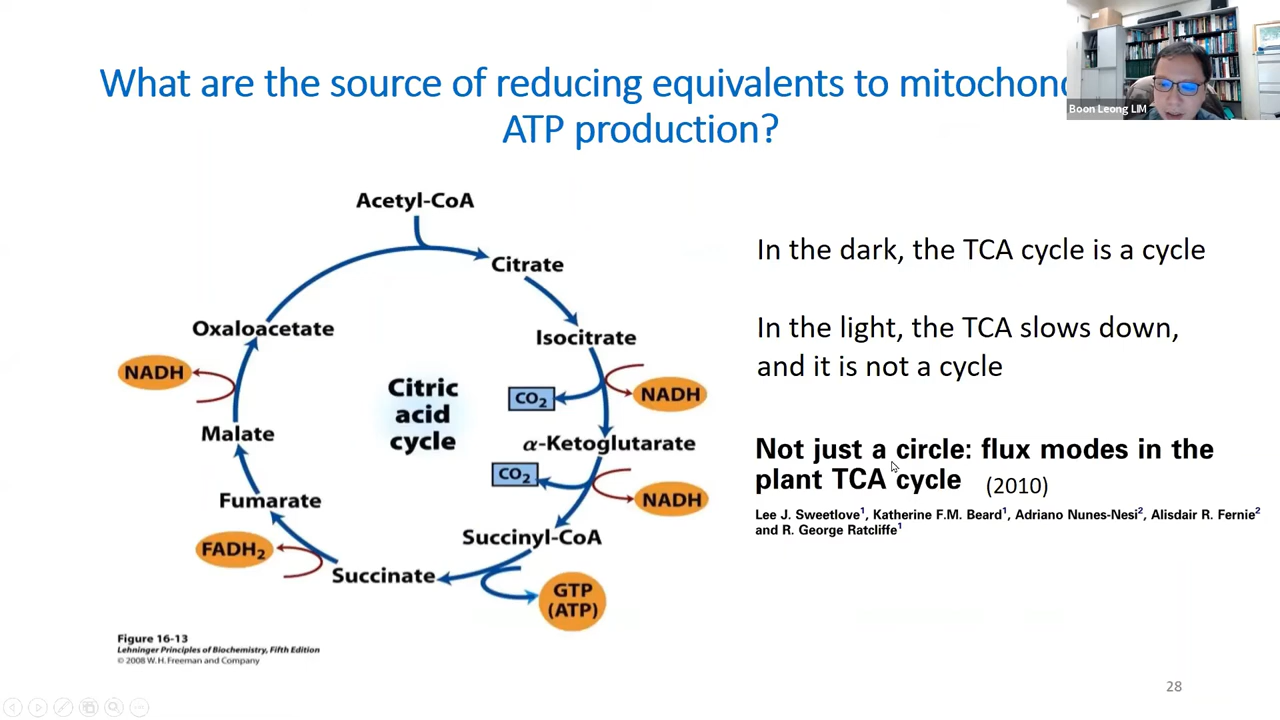 What are the source of reducing equivalents to mitochond
ATP production?
Boon Leong LIM
Acetyl-CoA
Citrate
Isocitrate
Oxaloacetate
NADH
CO2
NADH
Citric
acid
cycle
Malate
α-Ketoglutarate
CO2
NADH
Fumarate
Succinyl-CoA
FADH2
Succinate
GTP
(ATP)
Figure 16-13
Lehninger Principles of Biochemistry, Fifth Edition
© 2008 W. H. Freeman and Company
In the dark, the TCA cycle is a cycle
In the light, the TCA slows down,
and it is not a cycle
Not just a circle: flux modes in the
plant TCA cycle (2010)
Lee J. Sweetlove1, Katherine F.M. Beard1, Adriano Nunes-Nesi2, Alisdair R. Fernie2
and R. George Ratcliffe1
28